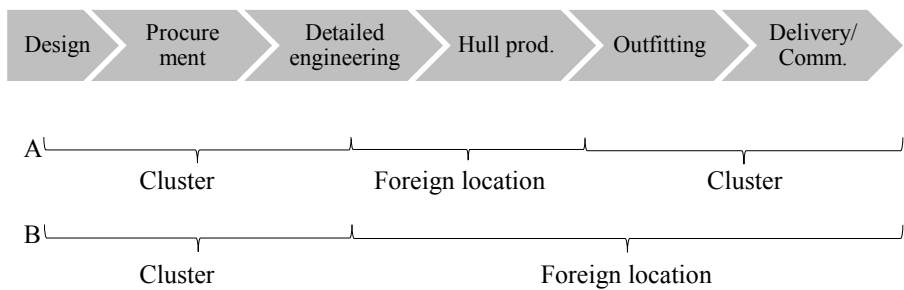 Design
Procure
ment
Detailed
engineering
Hull prod.
Outfitting
Delivery/
Comm.
A
Cluster
Foreign location
Cluster
B
Cluster
Foreign location